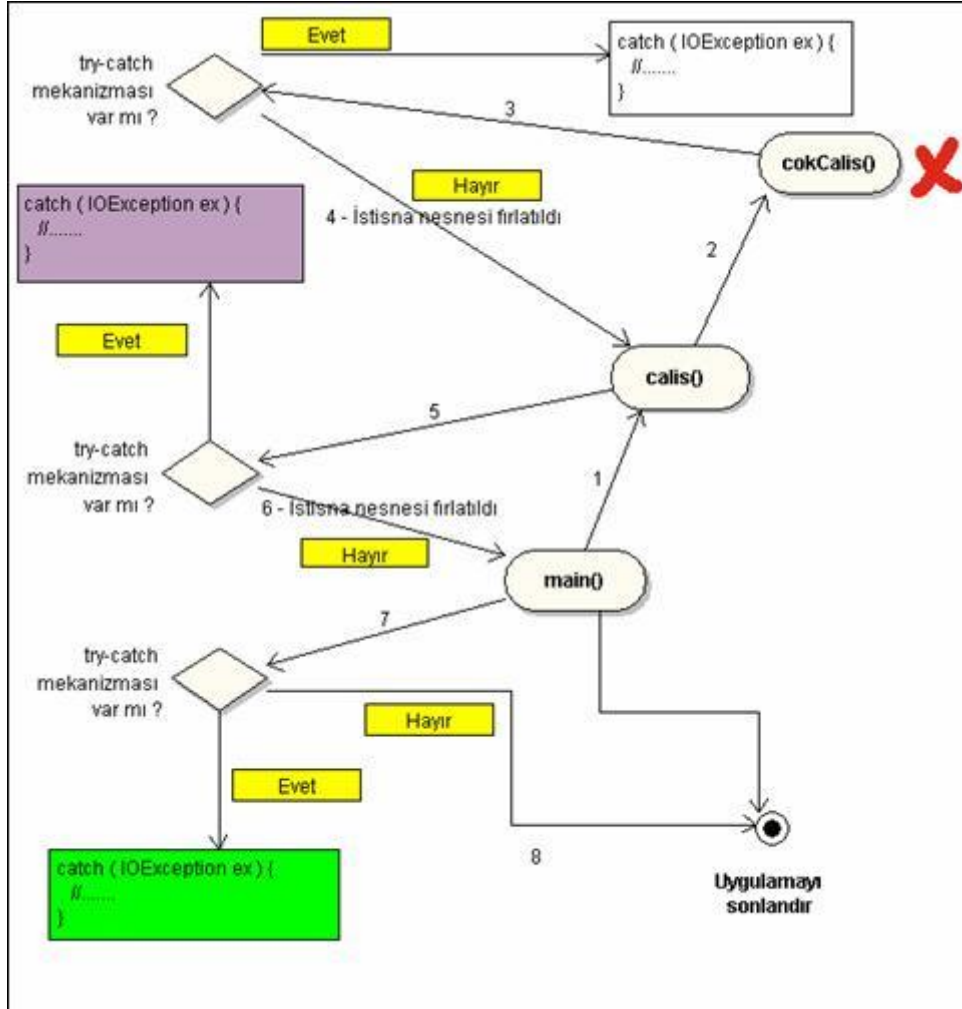 Evet
catch ( IOException ex ) {
//.......
}
try-catch
mekanizması
var mı ?
3
cokCalis()
Hayır
4 - İstisna nesnesi fırlatıldı
catch ( IOException ex ) {
//.......
}
2
Evet
calis()
5
try-catch
mekanizması
var mı ?
1
6 - İstisna nesnesi fırlatıldı
Hayır
main()
7
try-catch
mekanizması
var mı ?
Hayır
Evet
8
catch ( IOException ex ) {
//.......
}
Uygulamayı
sonlandır